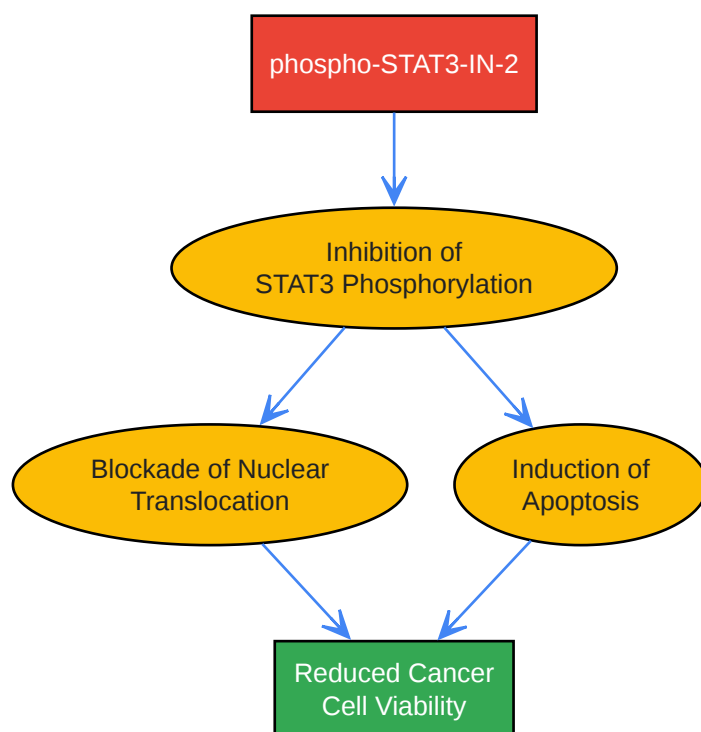 phospho-STAT3-IN-2
Inhibition of
STAT3 Phosphorylation
Blockade of Nuclear
Translocation
Induction of
Apoptosis
Reduced Cancer
Cell Viability